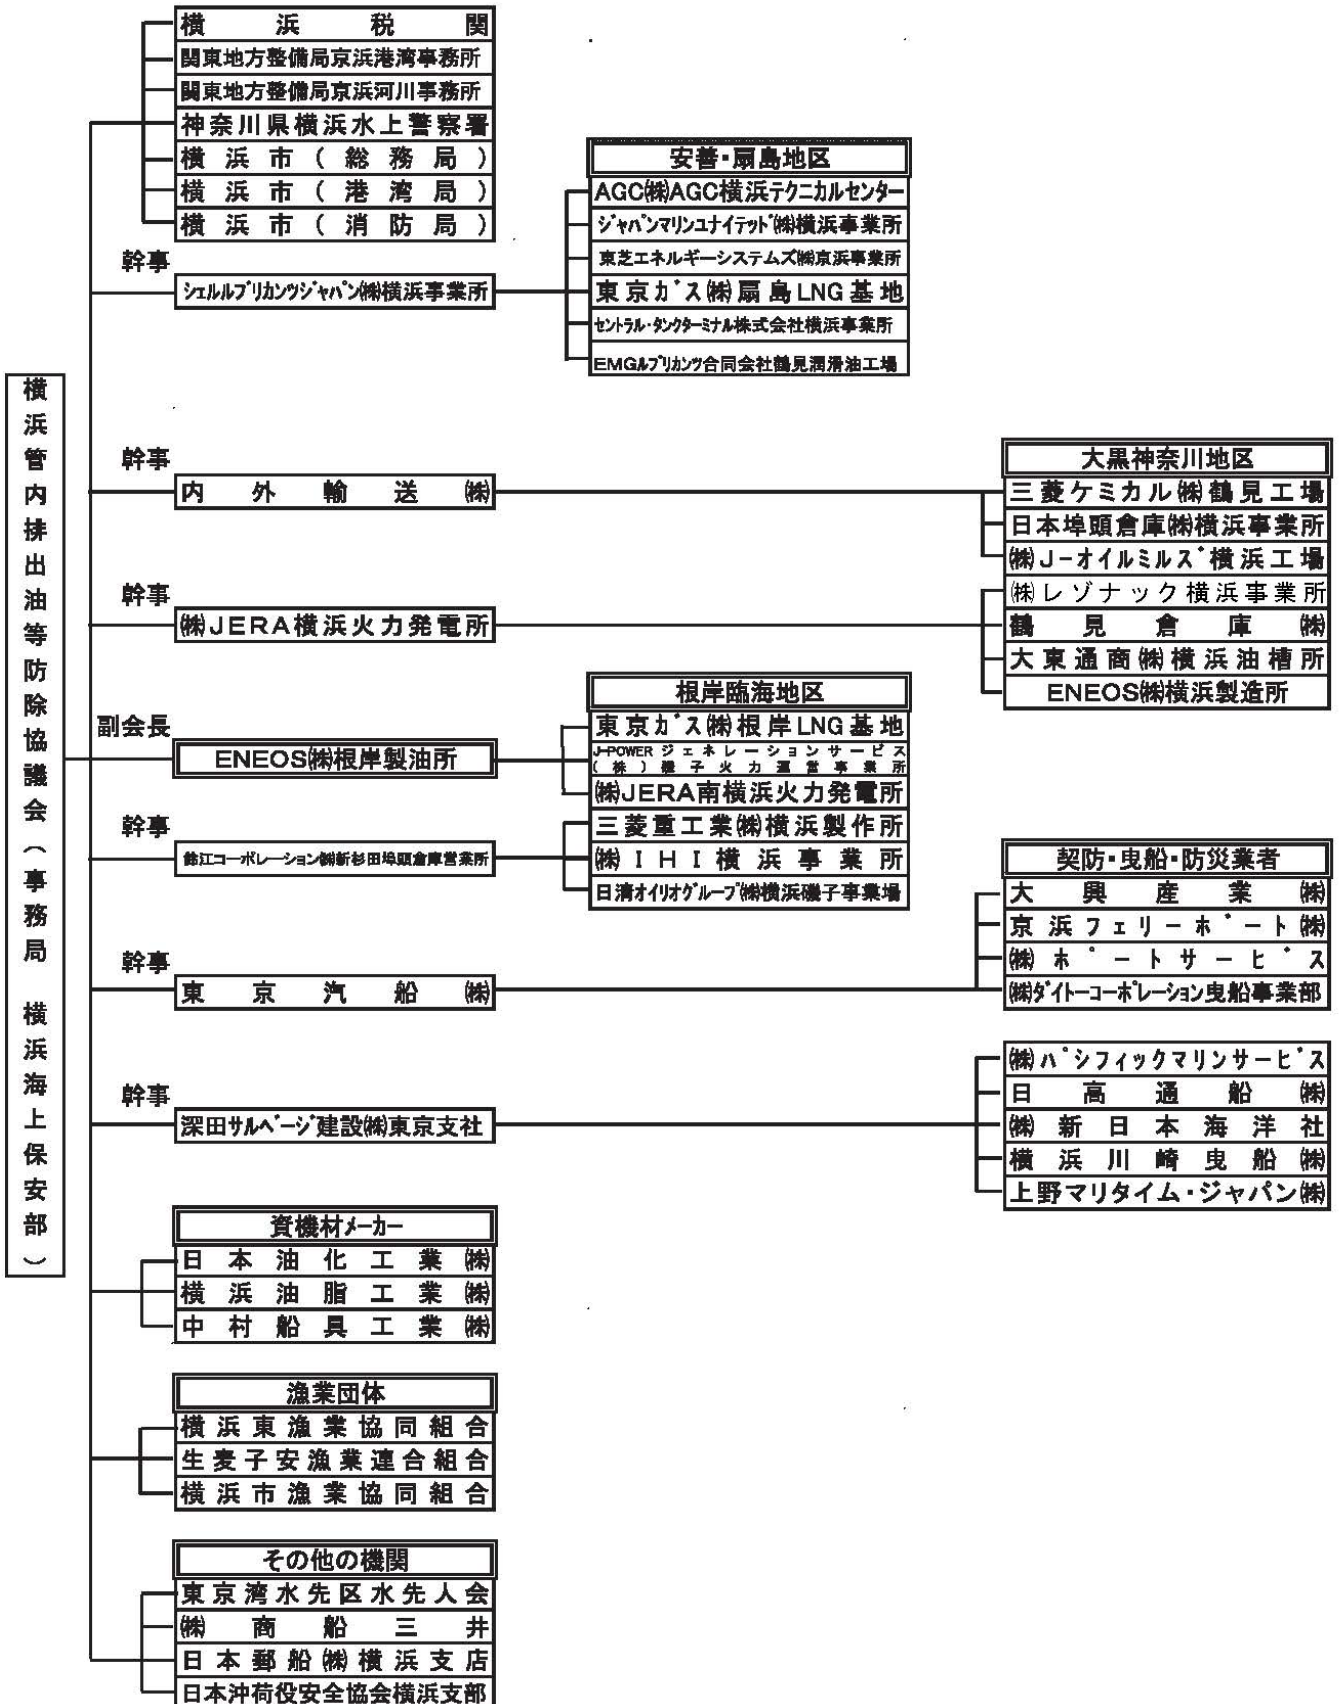 横浜税関
関東地方整備局京浜港湾事務所
関東地方整備局京浜河川事務所
神奈川県横浜水上警察署
横浜市(総務局)
横浜市(港湾局)
横浜市(消防局)
幹事
シェルルブリカンツジャパン㈱横浜事業所
安善・扇島地区
AGC㈱AGC横浜テクニカルセンター
ジャパンマリンユナイテッド㈱横浜事業所
東芝エネルギーシステムズ㈱京浜事業所
東京ガス㈱扇島LNG基地
セントラル・タンクターミナル株式会社横浜事業所
EMGルブリカンツ合同会社鶴見潤滑油工場
横浜管内排出油等防除協議会(事務局 横浜海上保安部)
幹事
内外輸送㈱
大黒神奈川地区
三菱ケミカル㈱鶴見工場
日本埠頭倉庫㈱横浜事業所
㈱J-オイルミルズ横浜工場
幹事
㈱JERA横浜火力発電所
㈱レゾナック横浜事業所
鶴見倉庫㈱
大東通商㈱横浜油槽所
ENEOS㈱横浜製造所
副会長
ENEOS㈱根岸製油所
根岸臨海地区
東京ガス㈱根岸LNG基地
J-POWERジェネレーションサービス
(株)磯子火力運営事業所
㈱JERA南横浜火力発電所
幹事
鈴江コーポレーション㈱新杉田埠頭倉庫営業所
三菱重工業㈱横浜製作所
㈱IHI横浜事業所
日清オイリオグループ㈱横浜磯子事業場
幹事
東京汽船㈱
契防・曳船・防災業者
大興産業㈱
京浜フェリーボート㈱
㈱ポートサービス
㈱ダイトーコーポレーション曳船事業部
幹事
深田サルベージ建設㈱東京支社
㈱パシフィックマリンサービス
日高通船㈱
㈱新日本海洋社
横浜川崎曳船㈱
上野マリタイム・ジャパン㈱
資機材メーカー
日本油化工業㈱
横浜油脂工業㈱
中村船具工業㈱
漁業団体
横浜東漁業協同組合
生麦子安漁業連合組合
横浜市漁業協同組合
その他の機関
東京湾水先区水先人会
㈱商船三井
日本郵船㈱横浜支店
日本沖荷役安全協会横浜支部